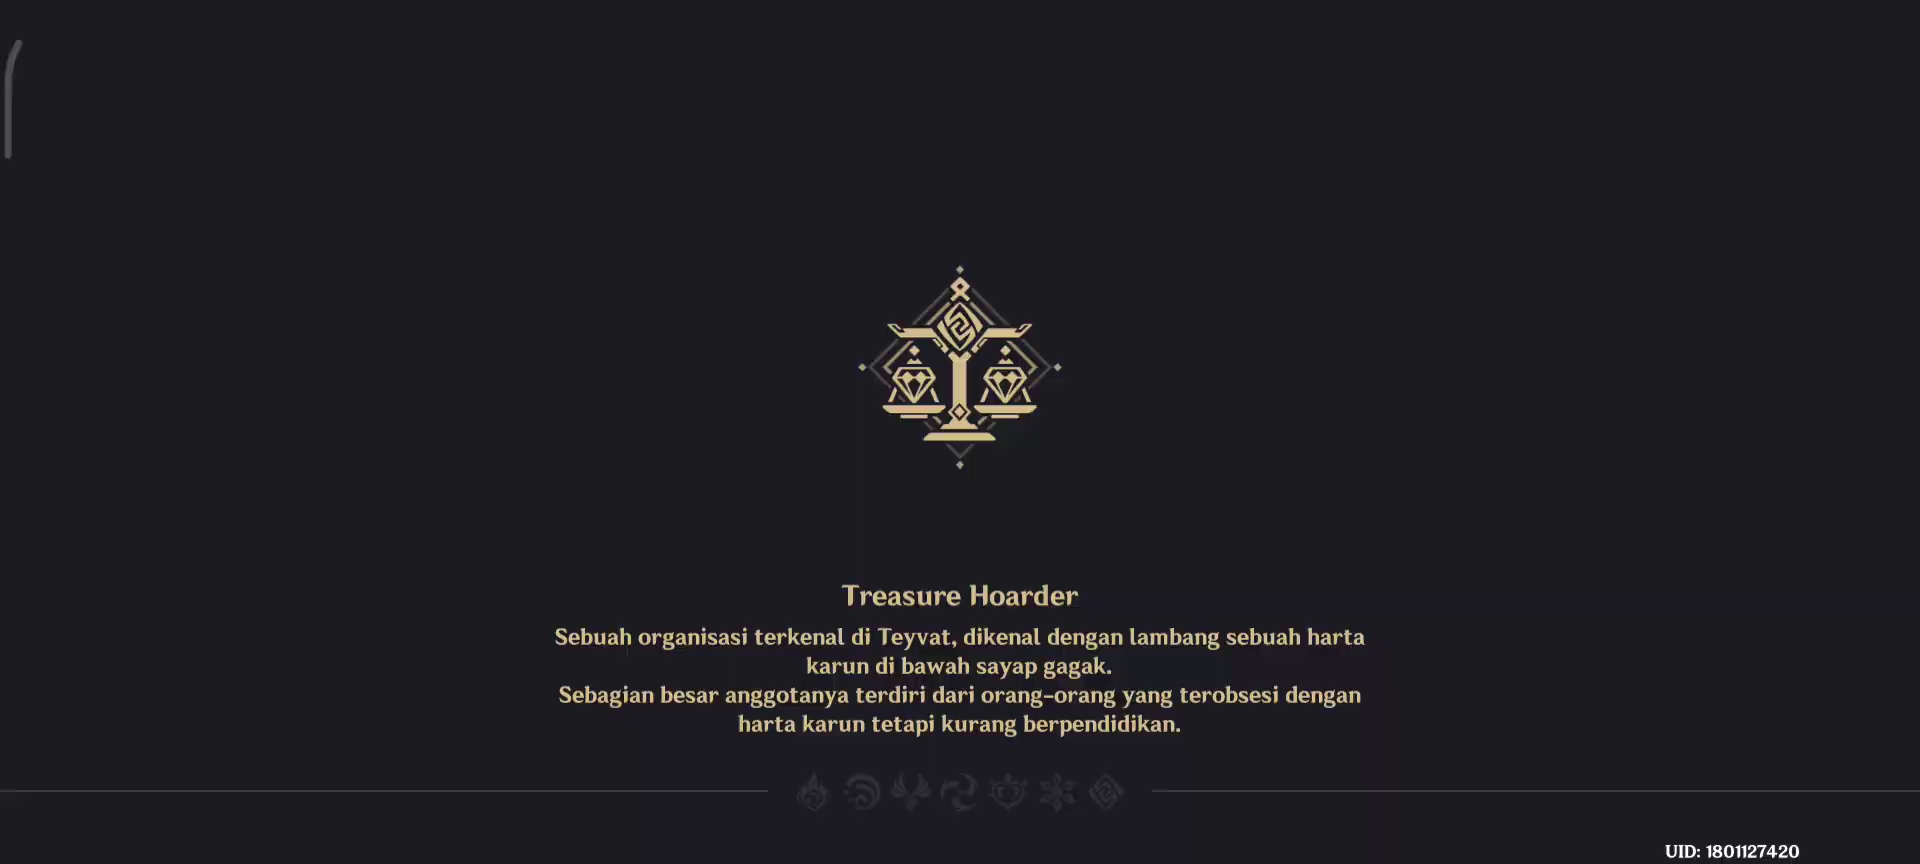 Treasure Hoarder
Sebuah organisasi terkenal di Teyvat, dikenal dengan lambang sebuah harta
karun di bawah sayap gagak.
Sebagian besar anggotanya terdiri dari orang-orang yang terobsesi dengan
harta karun tetapi kurang berpendidikan.
UID: 1801127420